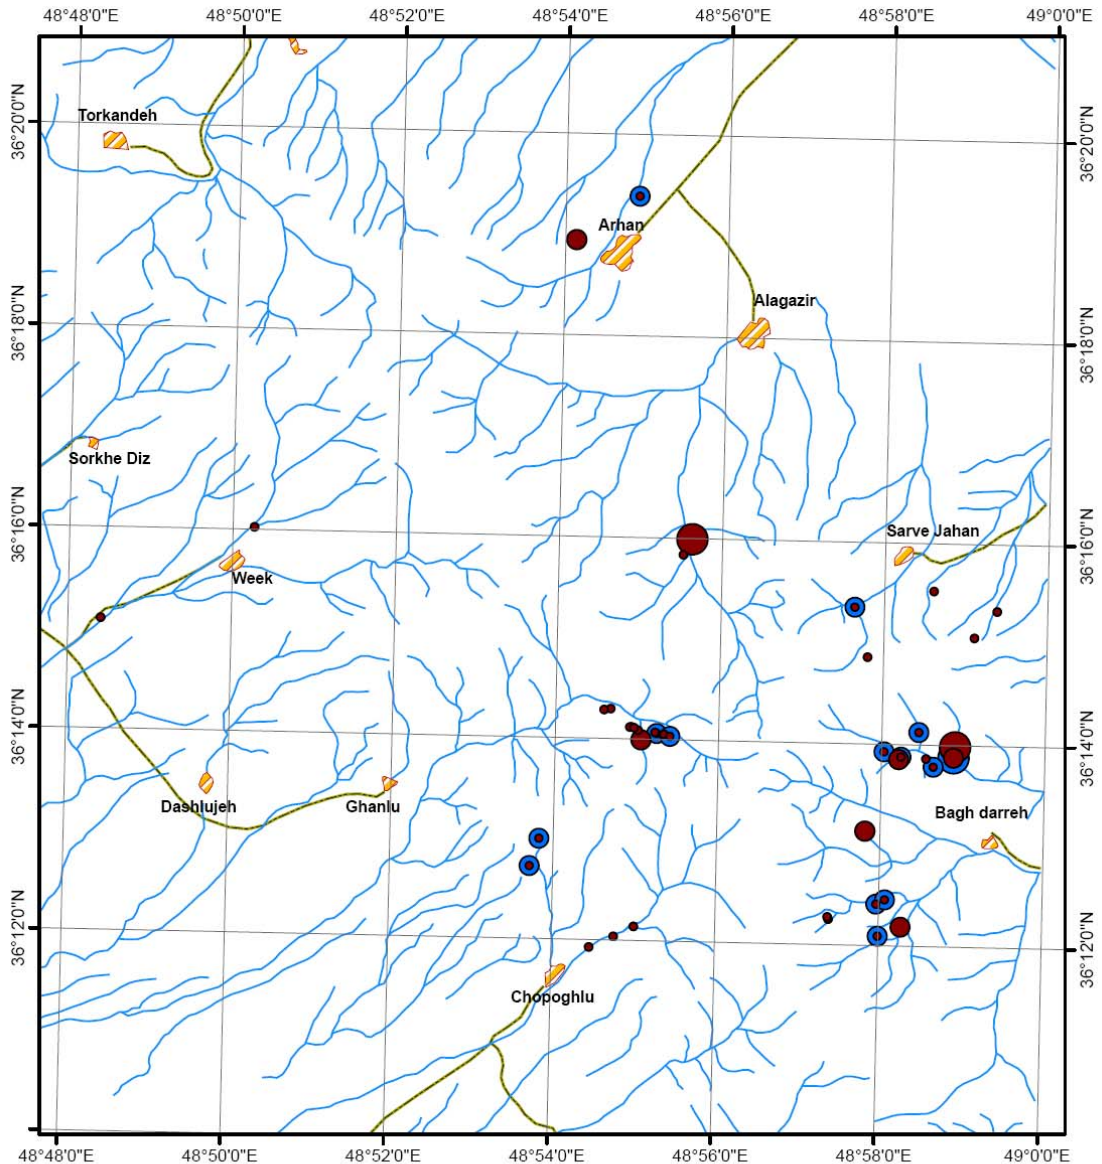 48°48'0"E 48°50'0"E 48°52'0"E 48°54'0"E 48°56'0"E 48°58'0"E 49°0'0"E
Torkandeh
36°20'0"N
36°20'0"N
Arhan
Alagazir
36°18'0"N
36°18'0"N
Sorkhe Diz
36°16'0"N
Sarve Jahan
36°16'0"N
Week
36°14'0"N
36°14'0"N
Dashlujeh
Ghanlu
Bagh darreh
36°12'0"N
36°12'0"N
Chopoghlu
48°48'0"E 48°50'0"E 48°52'0"E 48°54'0"E 48°56'0"E 48°58'0"E 49°0'0"E